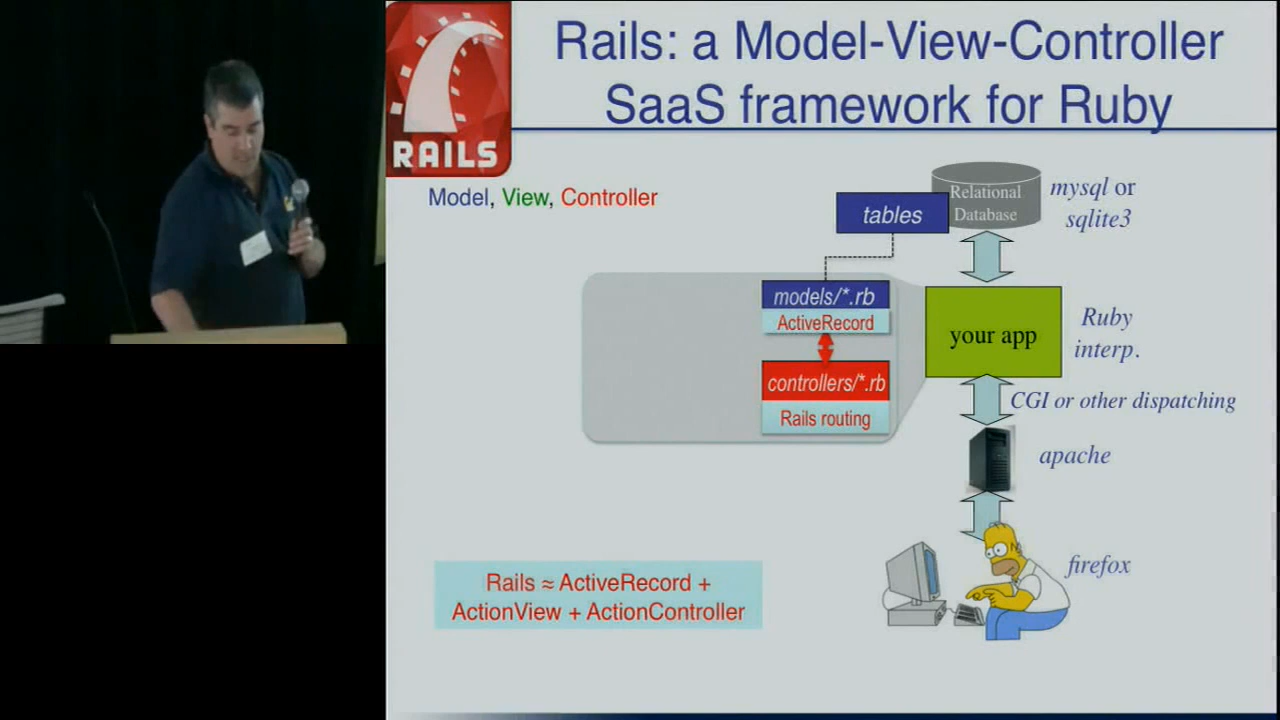 Rails: a Model-View-Controller
SaaS framework for Ruby
RAILS
Model, View, Controller
tables
Relational
Database
mysql or
sqlite3
models/*.rb
ActiveRecord
controllers/*.rb
Rails routing
your app
Ruby
interp.
CGI or other dispatching
apache
firefox
Rails ≈ ActiveRecord +
ActionView + ActionController